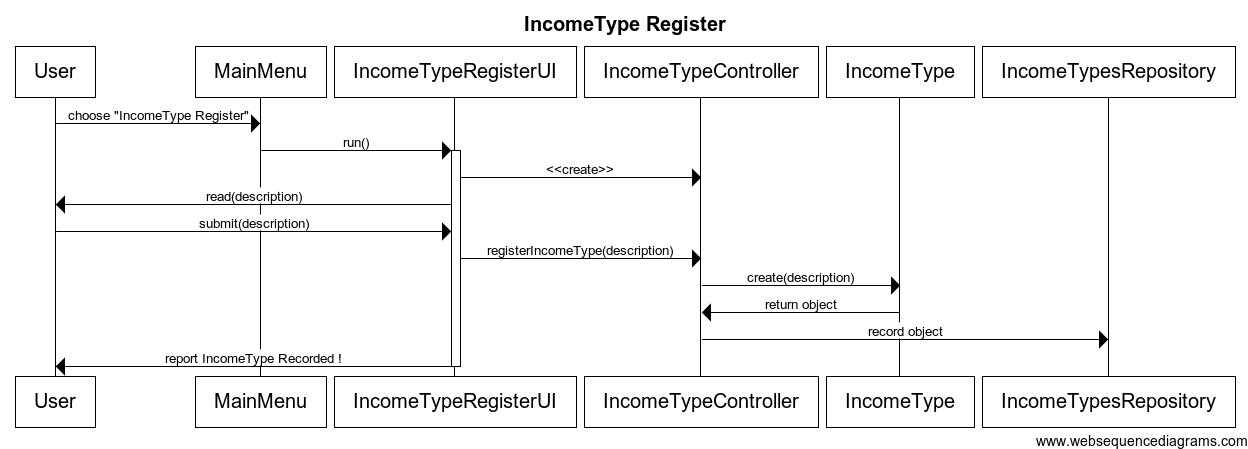 IncomeType Register
User MainMenu IncomeTypeRegisterUI IncomeTypeController IncomeType IncomeTypesRepository
choose "IncomeType Register"
run()
<<create>>
read(description)
submit(description)
registerIncomeType(description)
create(description)
return object
record object
report IncomeType Recorded !
User MainMenu IncomeTypeRegisterUI IncomeTypeController IncomeType IncomeTypesRepository
www.websequencediagrams.com